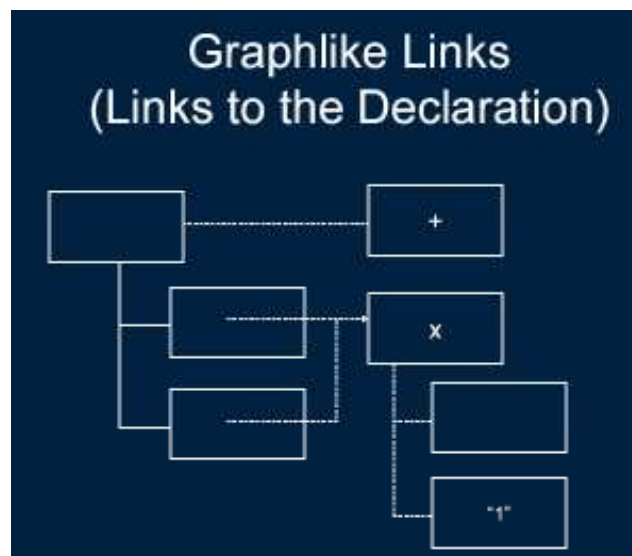 Graphlike Links
(Links to the Declaration)
+
x
"1"